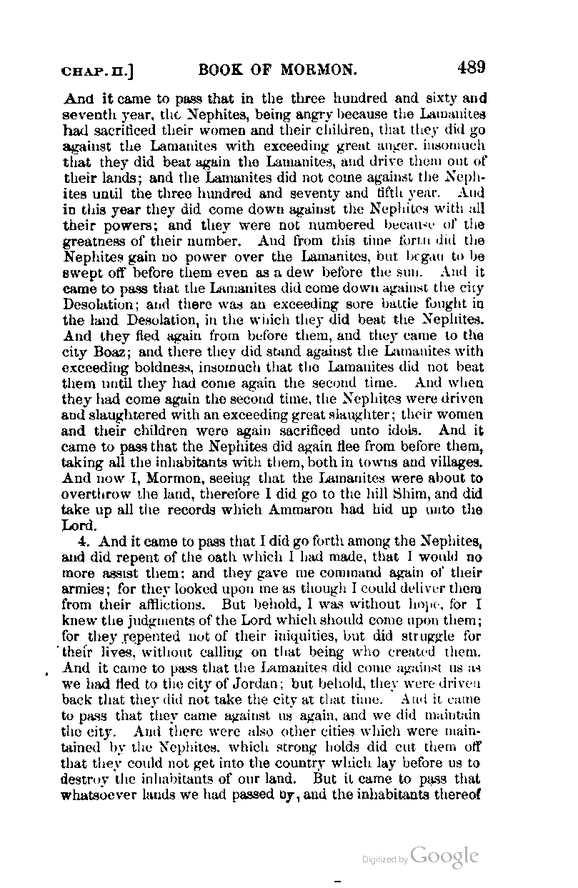 CHAP. II.] BOOK OF MORMON. 489
And it came to pass that in the three hundred and sixty and
seventh year, the Nephites, being angry because the Lamanites
had sacrificed their women and their children, that they did go
against the Lamanites with exceeding great anger, insomuch
that they did beat again the Lamanites, and drive them out of
their lands; and the Lamanites did not come against the Neph-
ites until the three hundred and seventy and fifth year. And
in this year they did come down against the Nephites with all
their powers; and they were not numbered because of the
greatness of their number. And from this time forth did the
Nephites gain no power over the Lamanites, but began to be
swept off before them even as a dew before the sun. And it
came to pass that the Lamanites did come down against the city
Desolation; and there was an exceeding sore battle fought in
the land Desolation, in the which they did beat the Nephites.
And they fled again from before them, and they came to the
city Boaz; and there they did stand against the Lamanites with
exceeding boldness, insomuch that the Lamanites did not beat
them until they had come again the second time. And when
they had come again the second time, the Nephites were driven
and slaughtered with an exceeding great slaughter; their women
and their children were again sacrificed unto idols. And it
came to pass that the Nephites did again flee from before them,
taking all the inhabitants with them, both in towns and villages.
And now I, Mormon, seeing that the Lamanites were about to
overthrow the land, therefore I did go to the hill Shim, and did
take up all the records which Ammaron had hid up unto the
Lord.
4. And it came to pass that I did go forth among the Nephites,
and did repent of the oath which I had made, that I would no
more assist them; and they gave me command again of their
armies; for they looked upon me as though I could deliver them
from their afflictions. But behold, I was without hope, for I
knew the judgments of the Lord which should come upon them;
for they repented not of their iniquities, but did struggle for
their lives, without calling on that being who created them.
And it came to pass that the Lamanites did come against us as
we had fled to the city of Jordan; but behold, they were driven
back that they did not take the city at that time. And it came
to pass that they came against us again, and we did maintain
the city. And there were also other cities which were main-
tained by the Nephites, which strong holds did cut them off
that they could not get into the country which lay before us to
destroy the inhabitants of our land. But it came to pass that
whatsoever lands we had passed by, and the inhabitants thereof
Digitized by Google